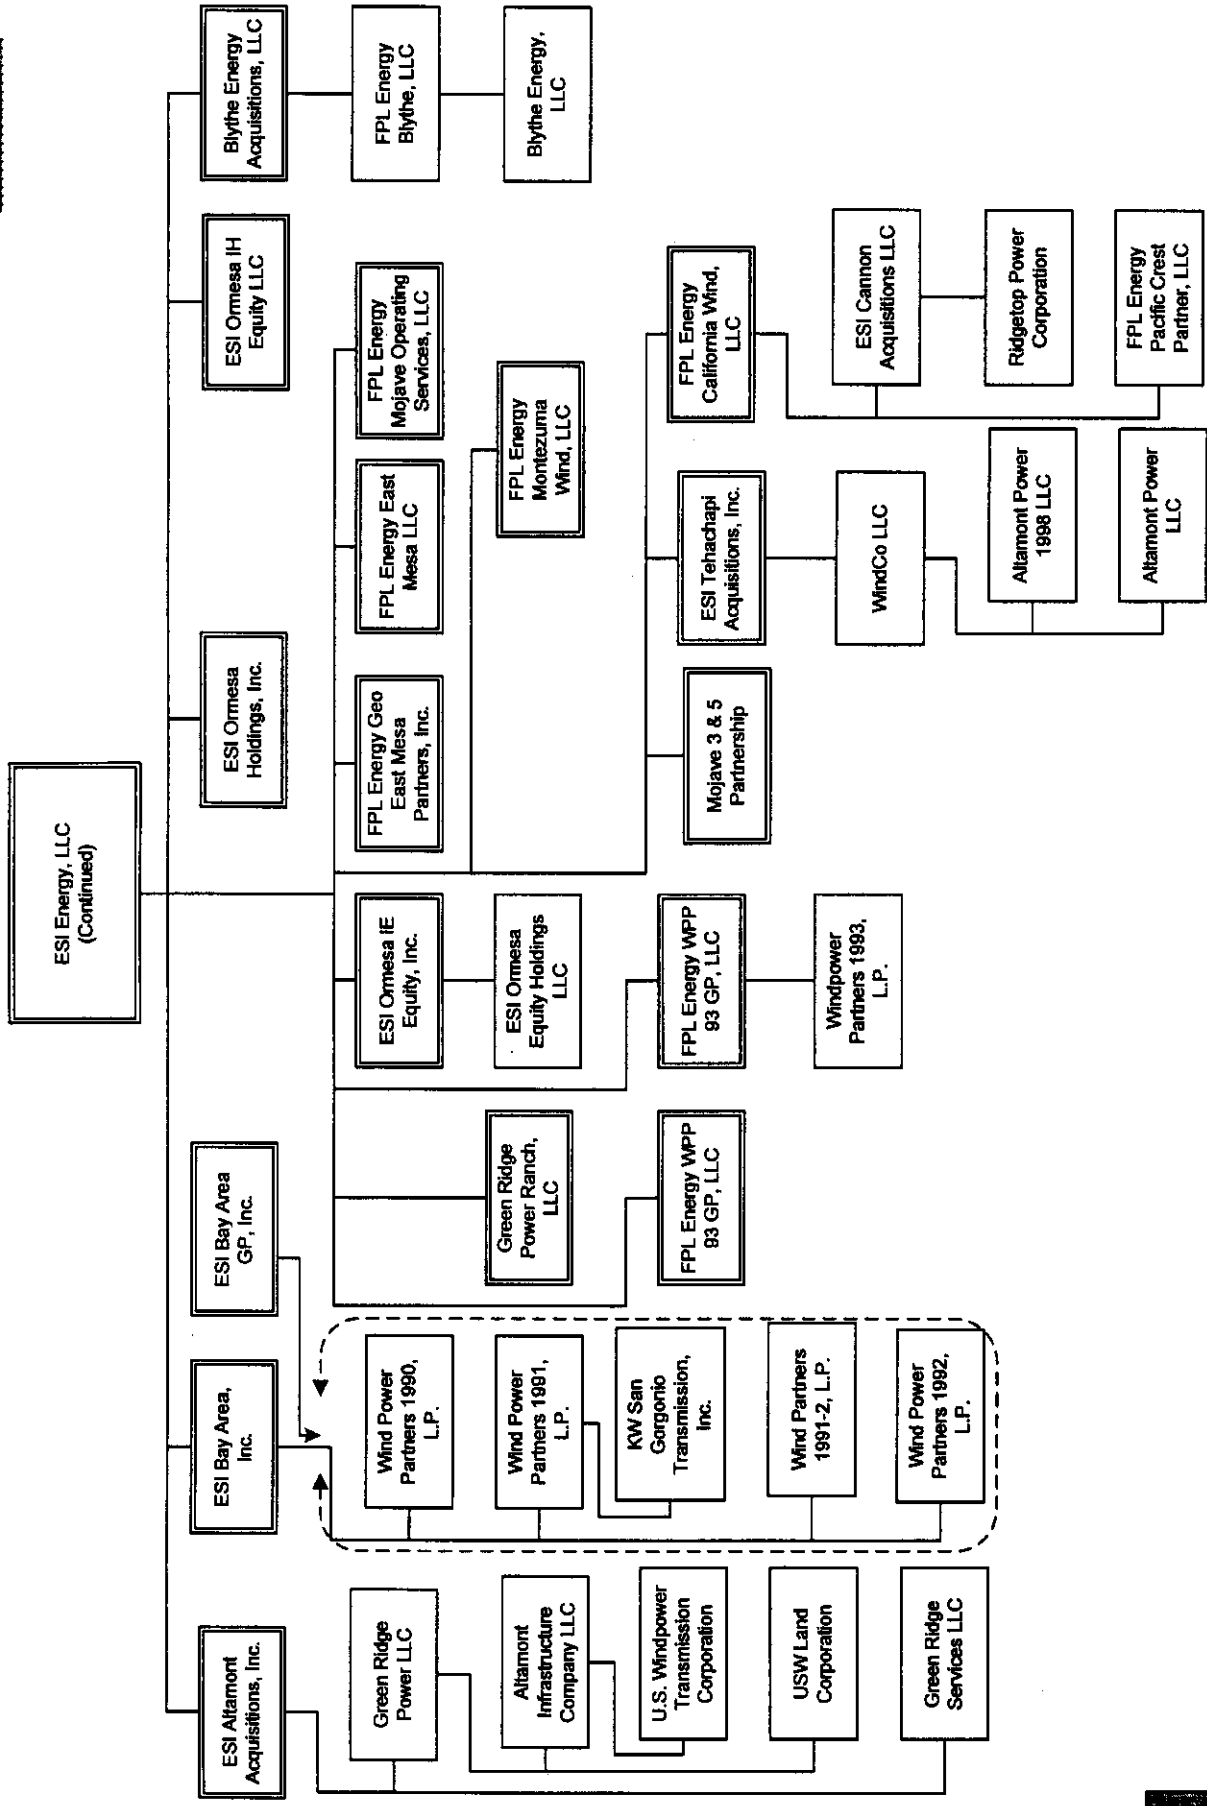 ESI Energy, LLC
(Continued)
ESI Altamont
Acquisitions, Inc.
ESI Bay Area,
Inc.
ESI Bay Area
GP, Inc.
ESI Ormesa
Holdings, Inc.
ESI Ormesa IH
Equity LLC
Blythe Energy
Acquisitions, LLC
Green Ridge
Power LLC
Altamont
Infrastructure
Company LLC
U.S. Windpower
Transmission
Corporation
USW Land
Corporation
Green Ridge
Services LLC
Wind Power
Partners 1990,
L.P.
Wind Power
Partners 1991,
L.P.
KW San
Gorgonio
Transmission,
Inc.
Wind Partners
1991-2, L.P.
Wind Power
Partners 1992,
L.P.
Green Ridge
Power Ranch,
LLC
FPL Energy WPP
93 GP, LLC
ESI Ormesa IE
Equity, Inc.
ESI Ormesa
Equity Holdings
LLC
FPL Energy WPP
93 GP, LLC
Windpower
Partners 1993,
L.P.
FPL Energy Geo
East Mesa
Partners, Inc.
FPL Energy East
Mesa LLC
FPL Energy
Mojave Operating
Services, LLC
FPL Energy
Montezuma
Wind, LLC
Mojave 3 & 5
Partnership
ESI Tehachapi
Acquisitions, Inc.
WindCo LLC
Altamont Power
1998 LLC
Altamont Power
LLC
FPL Energy
California Wind,
LLC
ESI Cannon
Acquisitions LLC
Ridgetop Power
Corporation
FPL Energy
Pacific Crest
Partner, LLC
FPL Energy
Blythe, LLC
Blythe Energy,
LLC